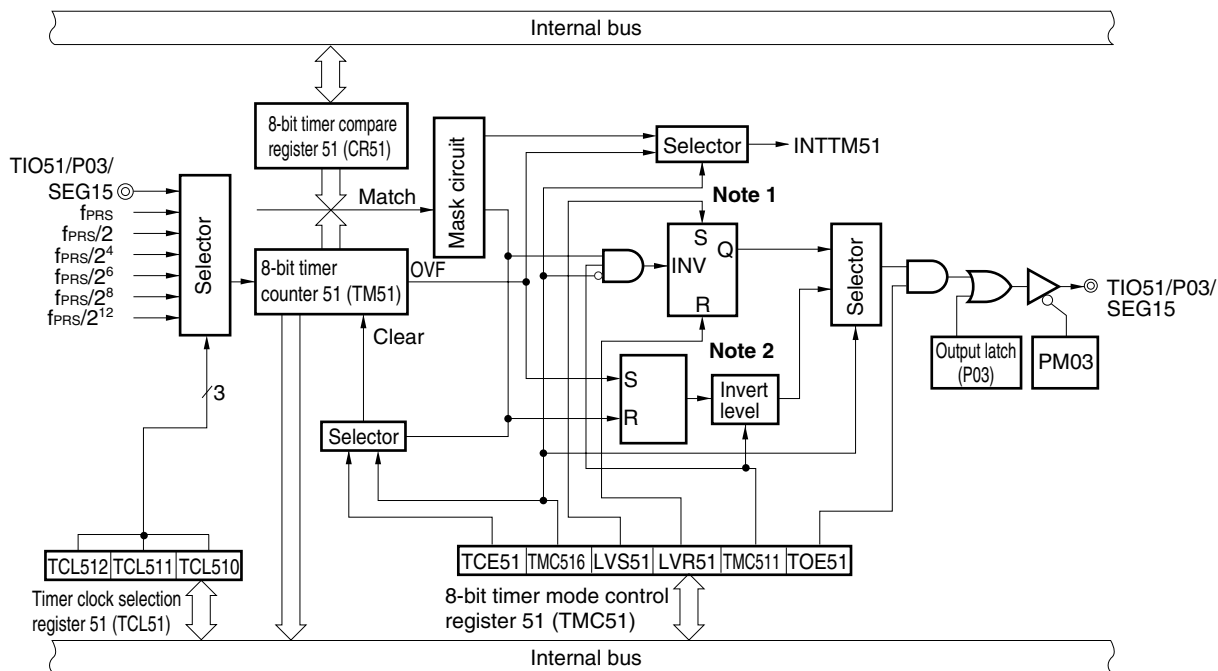 Internal bus
8-bit timer compare
register 51 (CR51)
Mask circuit
Selector
INTTM51
TIO51/P03/
SEG15
fPRS
fPRS/2
fPRS/2⁴
fPRS/2⁶
fPRS/2⁸
fPRS/2¹²
Selector
Match
Note 1
S
Q
INV
R
8-bit timer
counter 51 (TM51)
OVF
Clear
Selector
TIO51/P03/
SEG15
Output latch
(P03)
PM03
Note 2
S
R
Invert
level
3
Selector
TCL512 TCL511 TCL510
Timer clock selection
register 51 (TCL51)
TCE51 TMC516 LVS51 LVR51 TMC511 TOE51
8-bit timer mode control
register 51 (TMC51)
Internal bus